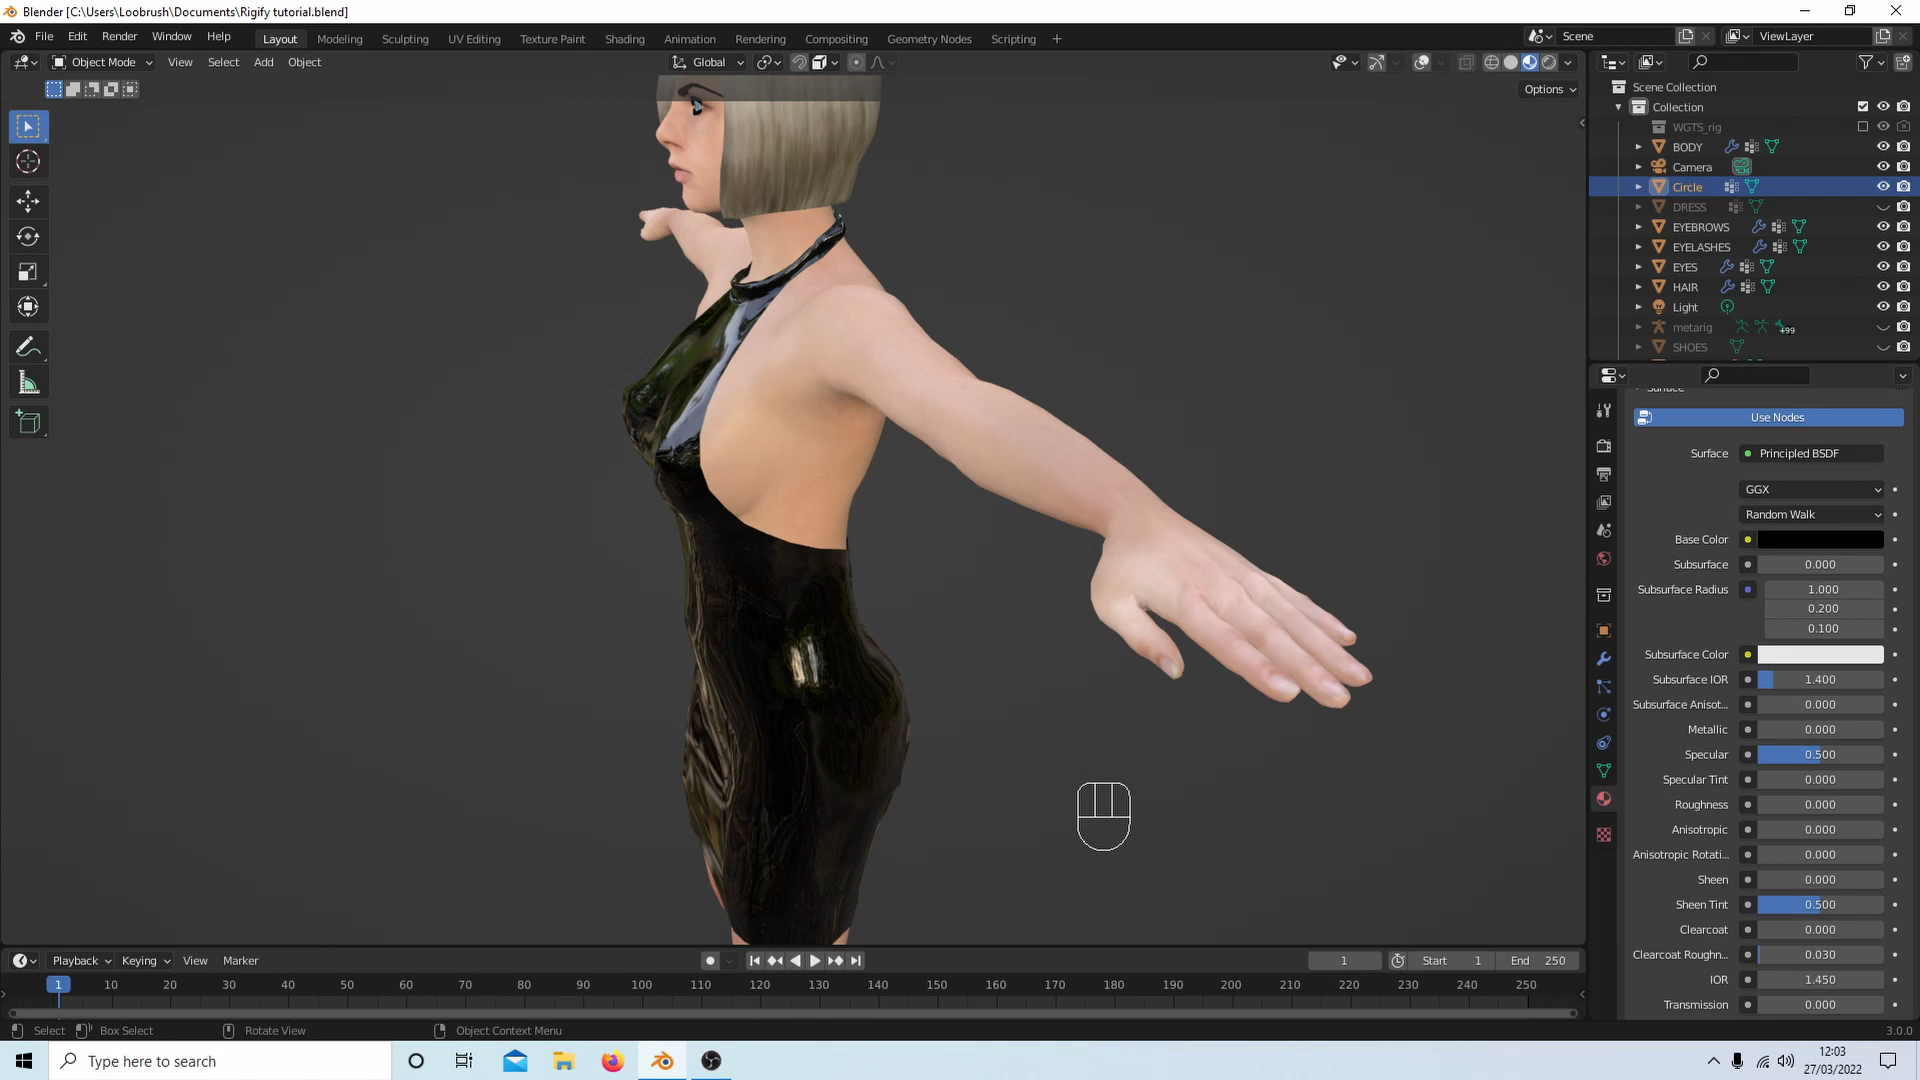 Blender [C:\Users\Loobrush\Documents\Rigify tutorial.blend]
File Edit Render Window Help Layout Modeling Sculpting UV Editing Texture Paint Shading Animation Rendering Compositing Geometry Nodes Scripting + Scene ViewLayer
Object Mode View Select Add Object Global
Options
Scene Collection
Collection
WGTS_rig
BODY
Camera
Circle
DRESS
EYEBROWS
EYELASHES
EYES
HAIR
Light
metarig +99
SHOES
Surface
Use Nodes
Surface Principled BSDF
GGX
Random Walk
Base Color
Subsurface 0.000
Subsurface Radius 1.000
0.200
0.100
Subsurface Color
Subsurface IOR 1.400
Subsurface Anisot... 0.000
Metallic 0.000
Specular 0.500
Specular Tint 0.000
Roughness 0.000
Anisotropic 0.000
Anisotropic Rotati... 0.000
Sheen 0.000
Sheen Tint 0.500
Clearcoat 0.000
Clearcoat Roughn... 0.030
IOR 1.450
Transmission 0.000
Playback Keying View Marker 1 Start 1 End 250
1 10 20 30 40 50 60 70 80 90 100 110 120 130 140 150 160 170 180 190 200 210 220 230 240 250
Select Box Select Rotate View Object Context Menu 3.0.0
Type here to search
12:03
27/03/2022